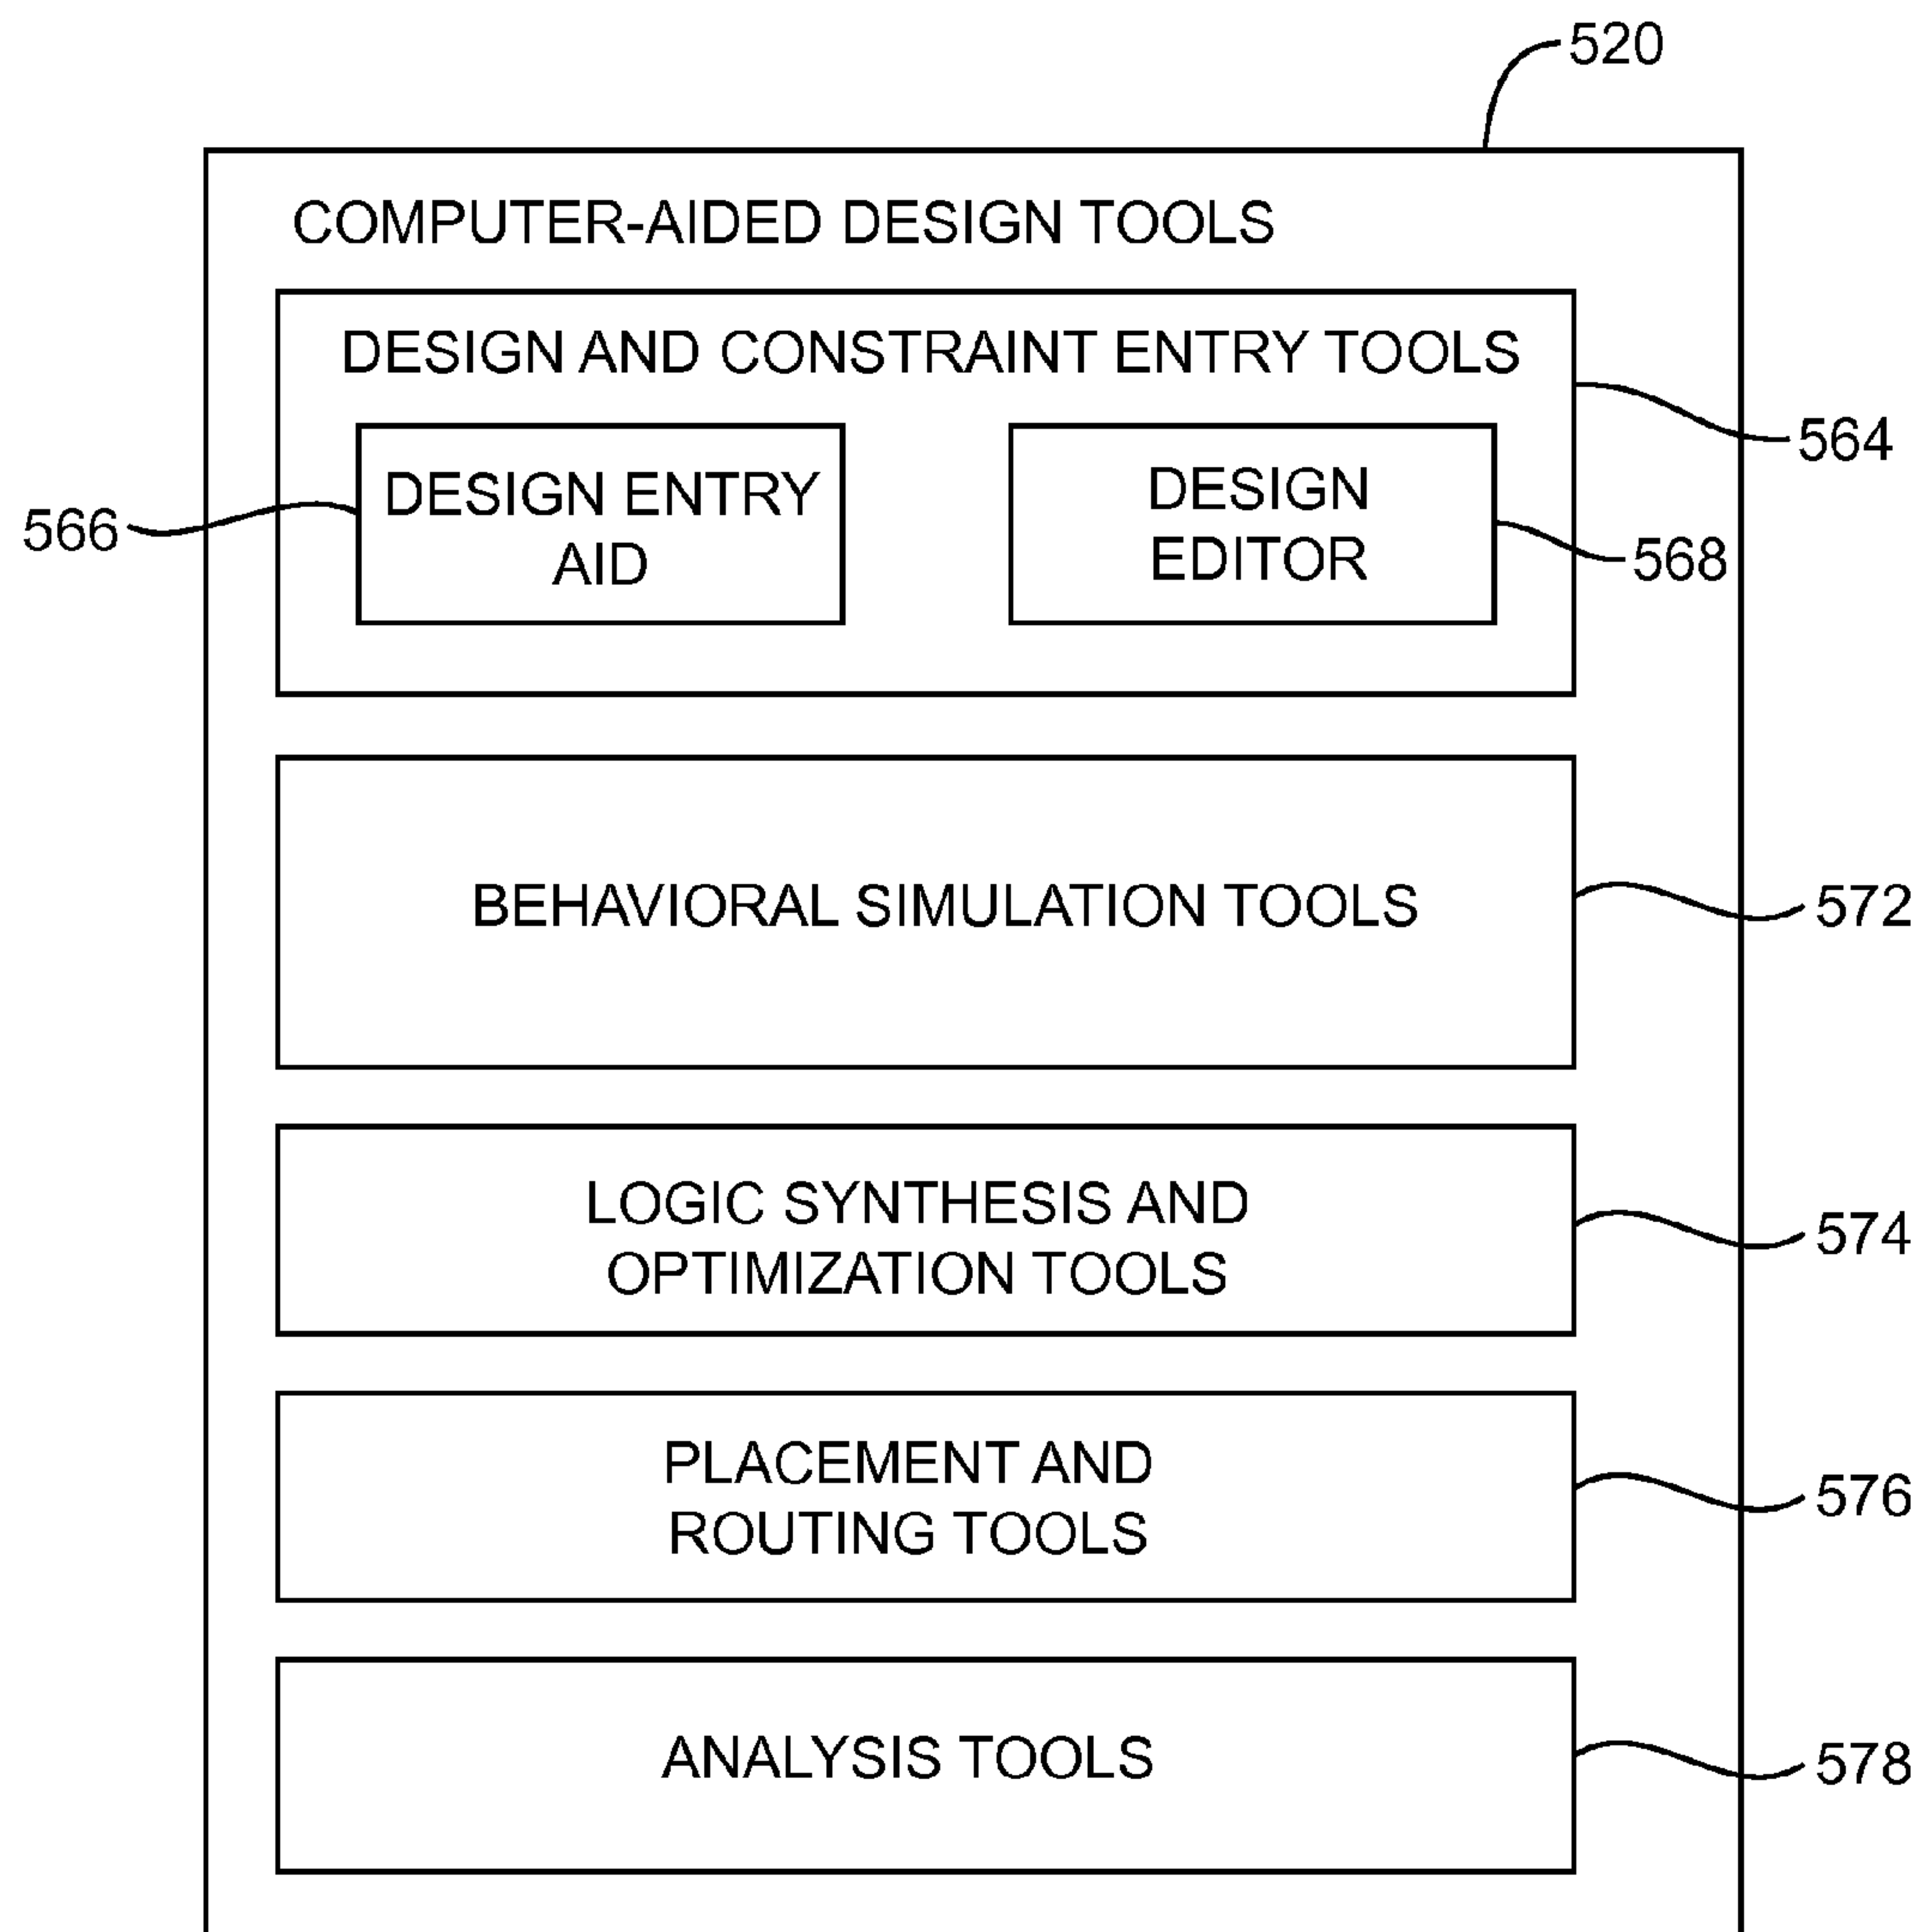 520
COMPUTER-AIDED DESIGN TOOLS
DESIGN AND CONSTRAINT ENTRY TOOLS
564
566
DESIGN ENTRY
AID
DESIGN
EDITOR
568
BEHAVIORAL SIMULATION TOOLS
572
LOGIC SYNTHESIS AND
OPTIMIZATION TOOLS
574
PLACEMENT AND
ROUTING TOOLS
576
ANALYSIS TOOLS
578